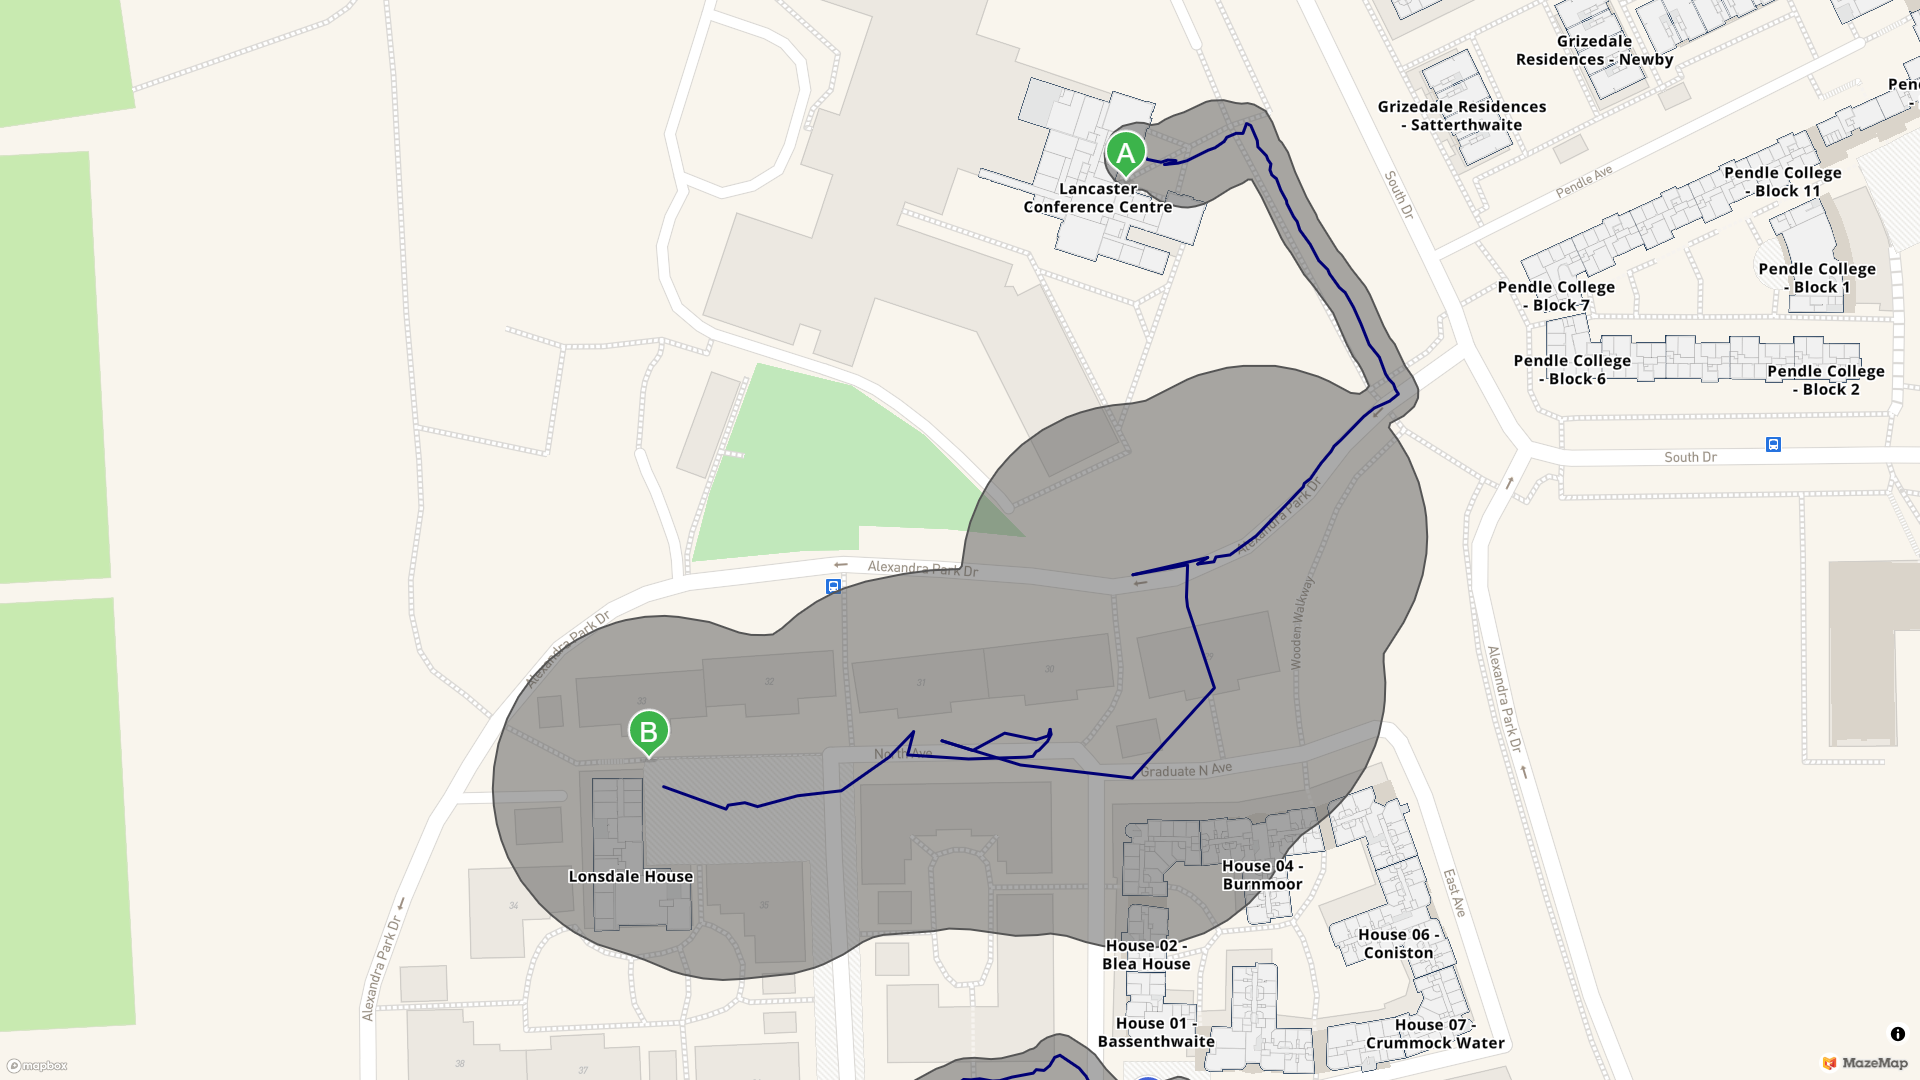 Grizedale
Residences - Newby
Grizedale Residences
- Satterthwaite
Pen
-
A
Lancaster
Conference Centre
South Dr
Pendle Ave
Pendle College
- Block 11
Pendle College
- Block 1
Pendle College
- Block 7
Pendle College
- Block 6
Pendle College
- Block 2
South Dr
Alexandra Park Dr
Alexandra Park Dr
Alexandra Park Dr
Wooden Walkway
Alexandra Park Dr
33
32
31
30
B
North Ave
Graduate N Ave
Lonsdale House
House 04 -
Burnmoor
East Ave
34
35
House 02 -
Blea House
House 06 -
Coniston
Alexandra Park Dr
House 01 -
Bassenthwaite
House 07 -
Crummock Water
38
37
mapbox
i
MazeMap